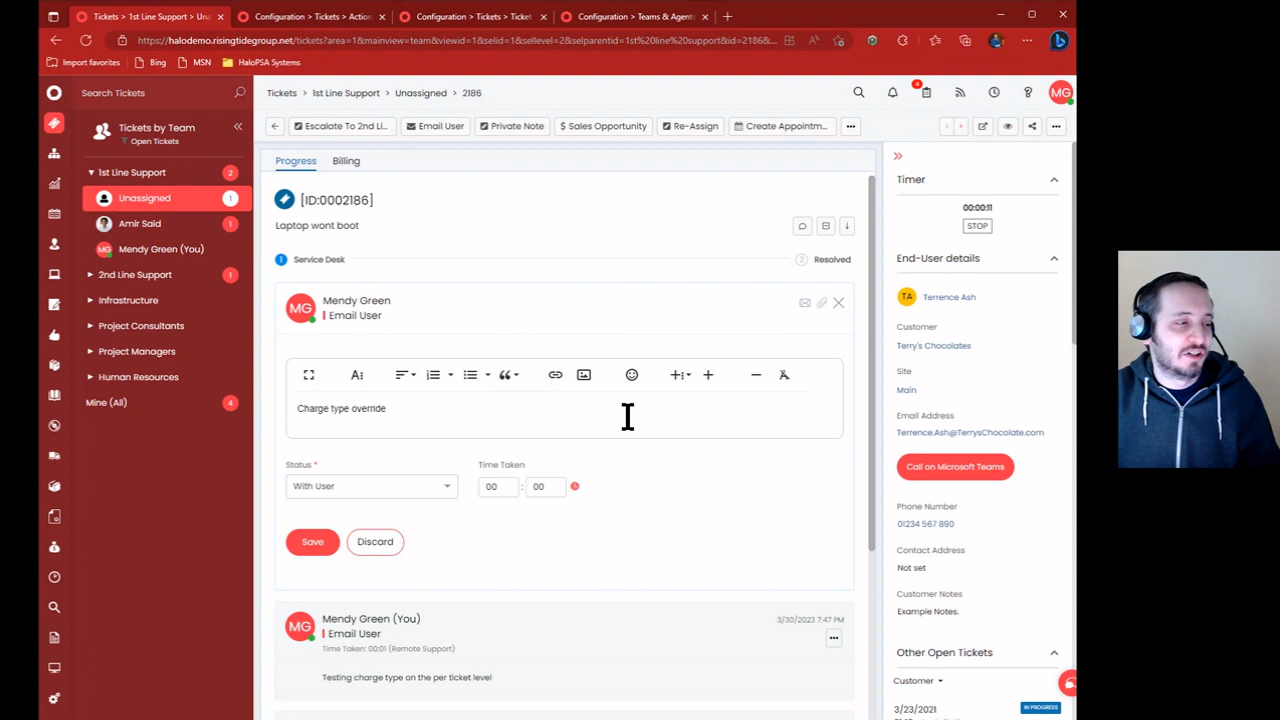 Tickets > 1st Line Support > Una
Configuration > Tickets > Action
Configuration > Tickets > Ticket
Configuration > Teams & Agents
https://halodemo.risingtidegroup.net/tickets?area=1&mainview=team&viewid=1&selid=1&sellevel=2&selparentid=1st%20line%20support&id=2186&...
Import favorites
Bing
MSN
HaloPSA Systems
Search Tickets
Tickets > 1st Line Support > Unassigned > 2186
4
MG
Tickets by Team
Open Tickets
Escalate To 2nd Li...
Email User
Private Note
$ Sales Opportunity
Re-Assign
Create Appointm...
1st Line Support 2
Unassigned 1
Amir Said 1
MG Mendy Green (You)
2nd Line Support 1
Infrastructure
Project Consultants
Project Managers
Human Resources
Mine (All) 4
Progress
Billing
[ID:0002186]
Laptop wont boot
1 Service Desk
2 Resolved
MG
Mendy Green
Email User
Charge type override
Status *
Time Taken
With User
00 : 00
Save
Discard
MG
Mendy Green (You)
3/30/2023 7:47 PM
Email User
Time Taken: 00:01 (Remote Support)
Testing charge type on the per ticket level
Timer
00:00:11
STOP
End-User details
TA Terrence Ash
Customer
Terry's Chocolates
Site
Main
Email Address
Terrence.Ash@TerrysChocolate.com
Call on Microsoft Teams
Phone Number
01234 567 890
Contact Address
Not set
Customer Notes
Example Notes.
Other Open Tickets
Customer
3/23/2021
IN PROGRESS